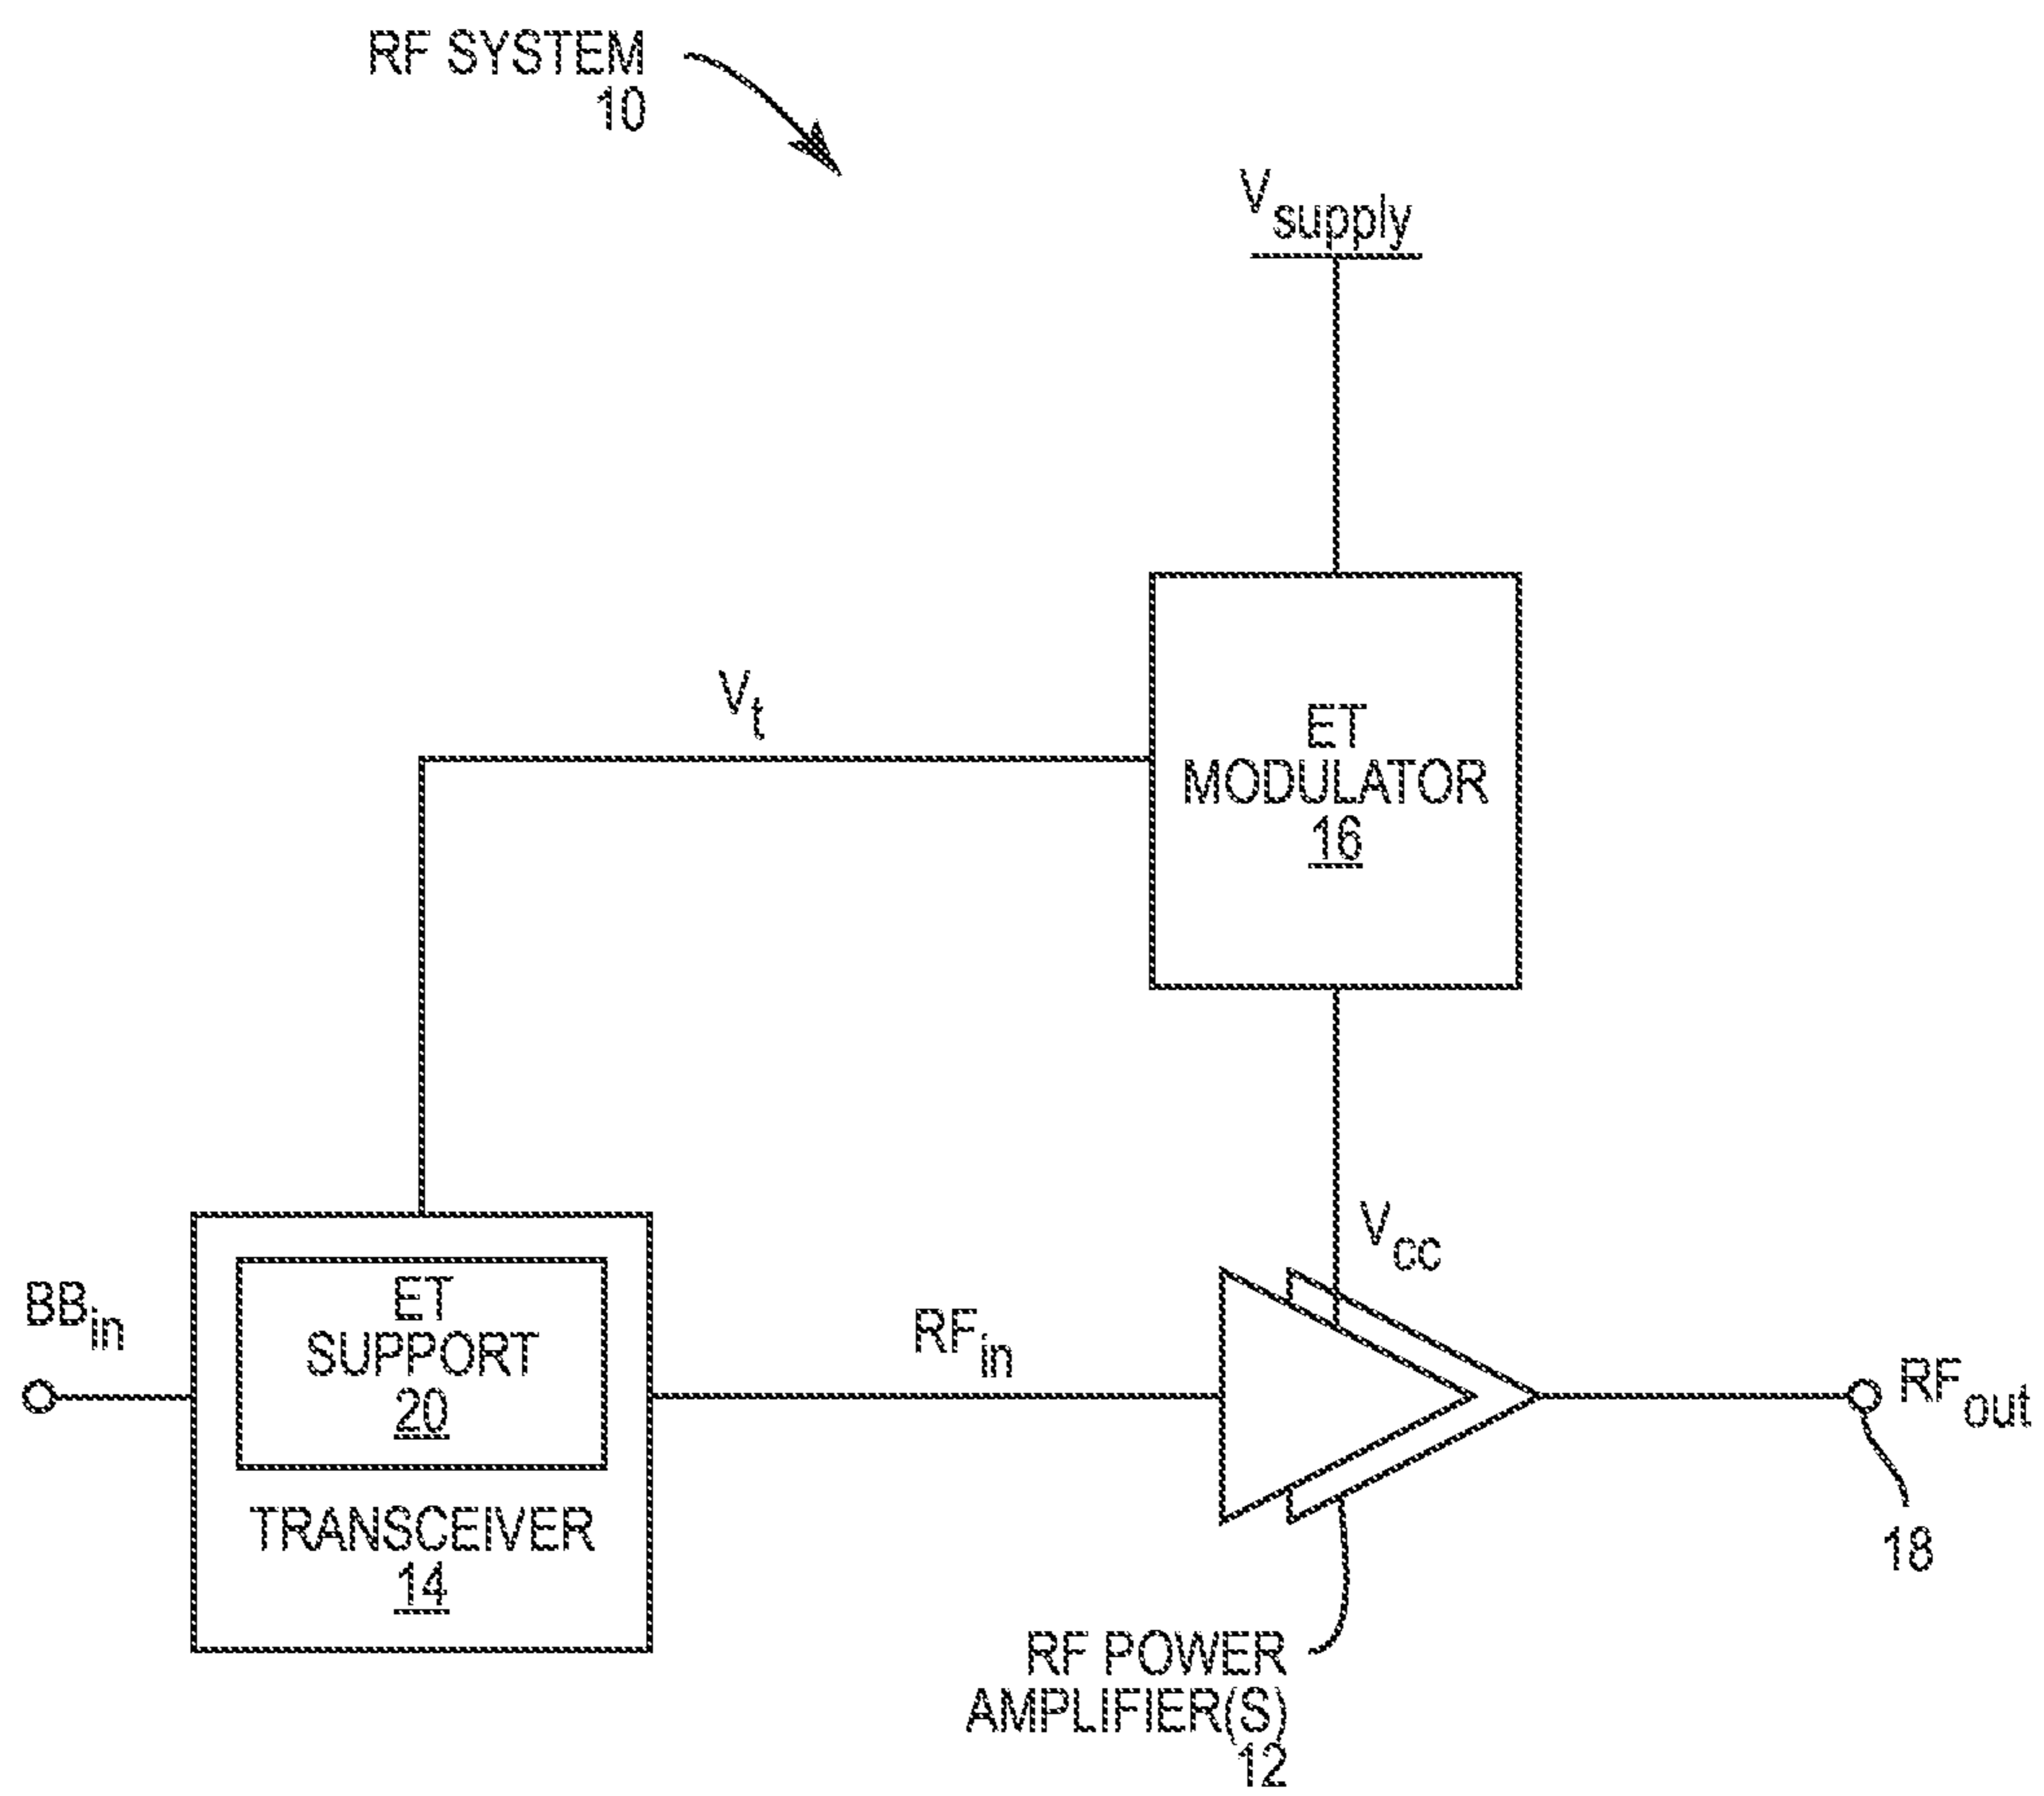 RF SYSTEM
10
Vsupply
Vt
ET
MODULATOR
16
Vcc
BBin
ET
SUPPORT
20
TRANSCEIVER
14
RFin
RFout
18
RF POWER
AMPLIFIER(S)
12